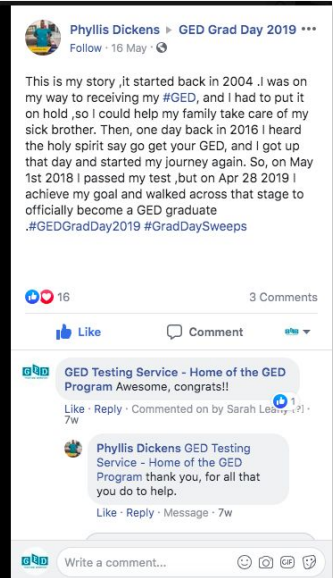 Phyllis Dickens ▸ GED Grad Day 2019 •••
Follow · 16 May ·
This is my story ,it started back in 2004 .I was on
my way to receiving my #GED, and I had to put it
on hold ,so I could help my family take care of my
sick brother. Then, one day back in 2016 I heard
the holy spirit say go get your GED, and I got up
that day and started my journey again. So, on May
1st 2018 I passed my test ,but on Apr 28 2019 I
achieve my goal and walked across that stage to
officially become a GED graduate
.#GEDGradDay2019 #GradDaySweeps
16 3 Comments
Like Comment
GED
GED Testing Service - Home of the GED
Program Awesome, congrats!!
1
Like · Reply · Commented on by Sarah Leahy [?] ·
7w
Phyllis Dickens GED Testing
Service - Home of the GED
Program thank you, for all that
you do to help.
Like · Reply · Message · 7w
GED
Write a comment...
GIF